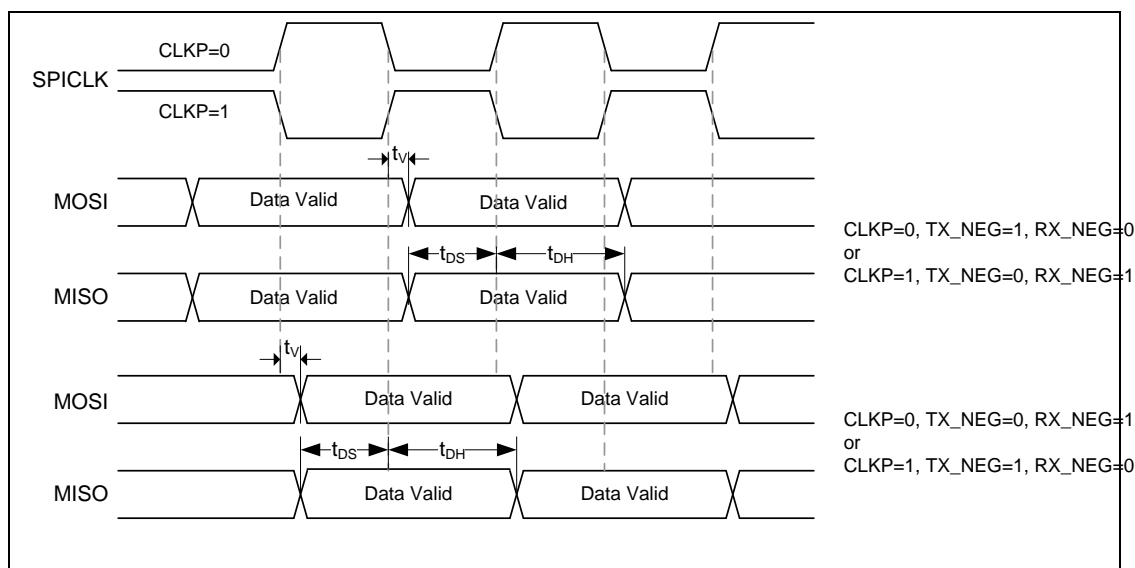 CLKP=0
SPICLK
CLKP=1
tV
MOSI
Data Valid
Data Valid
CLKP=0, TX_NEG=1, RX_NEG=0
or
CLKP=1, TX_NEG=0, RX_NEG=1
tDS
tDH
MISO
Data Valid
Data Valid
tV
MOSI
Data Valid
Data Valid
CLKP=0, TX_NEG=0, RX_NEG=1
or
CLKP=1, TX_NEG=1, RX_NEG=0
tDS
tDH
MISO
Data Valid
Data Valid